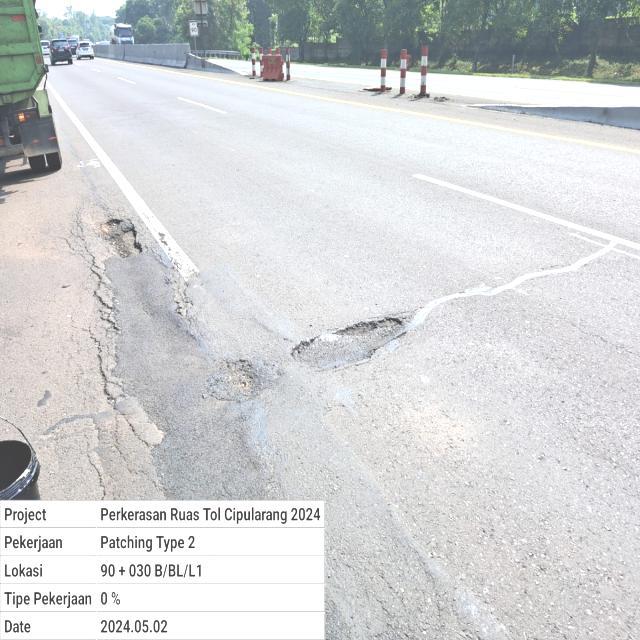 Project Perkerasan Ruas Tol Cipularang 2024
Pekerjaan Patching Type 2
Lokasi 90 + 030 B/BL/L1
Tipe Pekerjaan 0 %
Date 2024.05.02